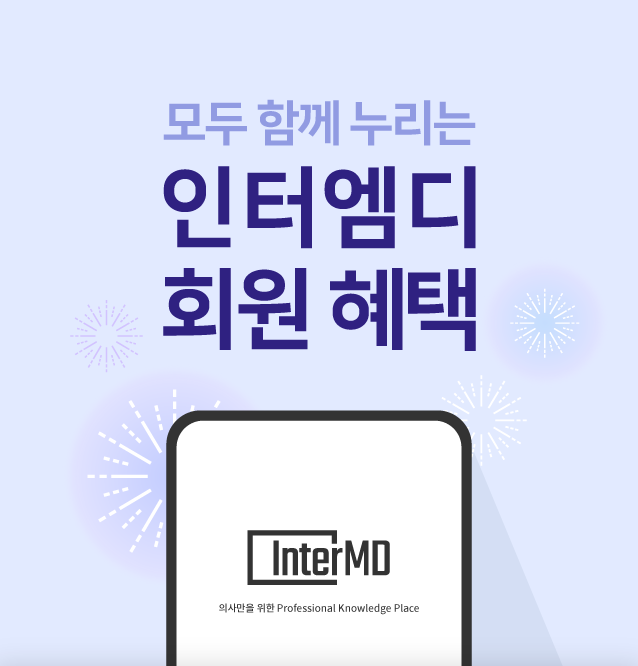 모두 함께 누리는
인터엠디
회원 혜택
InterMD
의사만을 위한 Professional Knowledge Place